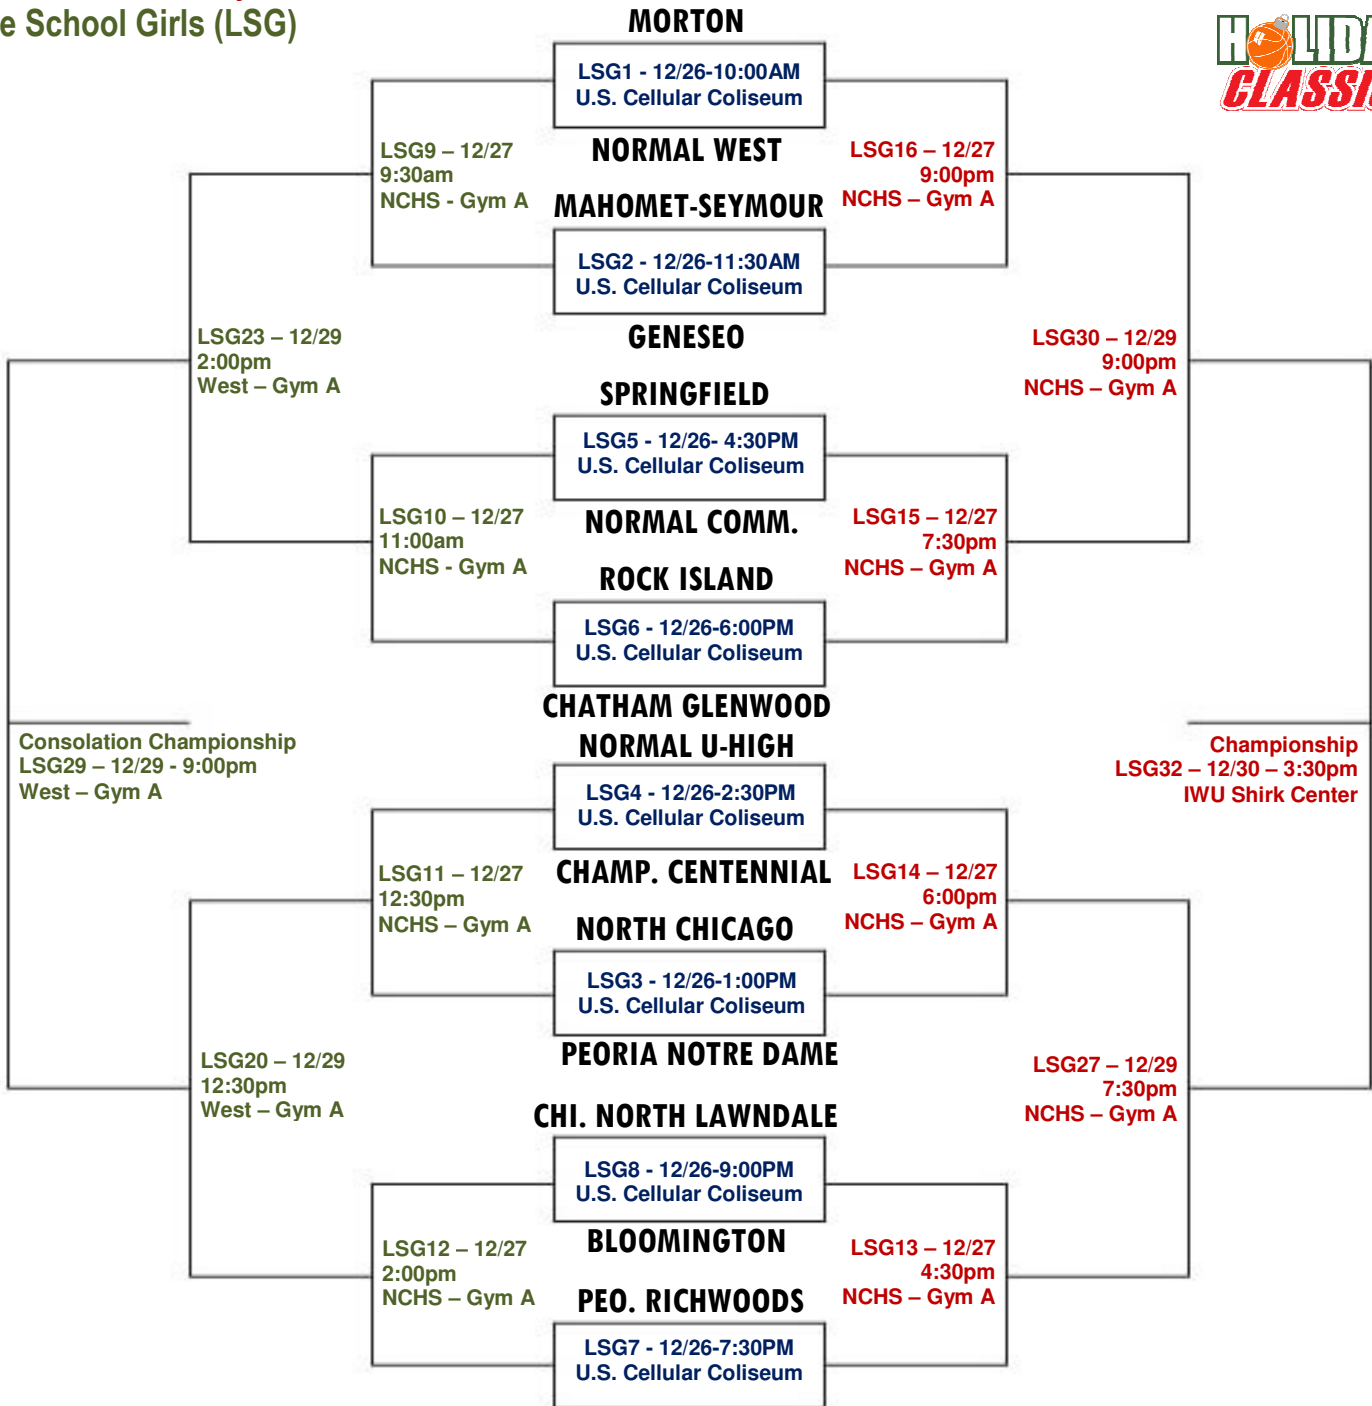 e School Girls (LSG)
MORTON
LSG1 - 12/26-10:00AM
U.S. Cellular Coliseum
NORMAL WEST
MAHOMET-SEYMOUR
LSG2 - 12/26-11:30AM
U.S. Cellular Coliseum
GENESEO
SPRINGFIELD
LSG5 - 12/26- 4:30PM
U.S. Cellular Coliseum
NORMAL COMM.
ROCK ISLAND
LSG6 - 12/26-6:00PM
U.S. Cellular Coliseum
CHATHAM GLENWOOD
NORMAL U-HIGH
LSG4 - 12/26-2:30PM
U.S. Cellular Coliseum
CHAMP. CENTENNIAL
NORTH CHICAGO
LSG3 - 12/26-1:00PM
U.S. Cellular Coliseum
PEORIA NOTRE DAME
CHI. NORTH LAWNDALE
LSG8 - 12/26-9:00PM
U.S. Cellular Coliseum
BLOOMINGTON
PEO. RICHWOODS
LSG7 - 12/26-7:30PM
U.S. Cellular Coliseum
LSG9 – 12/27
9:30am
NCHS - Gym A
LSG10 – 12/27
11:00am
NCHS - Gym A
LSG11 – 12/27
12:30pm
NCHS – Gym A
LSG12 – 12/27
2:00pm
NCHS – Gym A
LSG23 – 12/29
2:00pm
West – Gym A
LSG20 – 12/29
12:30pm
West – Gym A
Consolation Championship
LSG29 – 12/29 - 9:00pm
West – Gym A
LSG16 – 12/27
9:00pm
NCHS – Gym A
LSG15 – 12/27
7:30pm
NCHS – Gym A
LSG14 – 12/27
6:00pm
NCHS – Gym A
LSG13 – 12/27
4:30pm
NCHS – Gym A
LSG30 – 12/29
9:00pm
NCHS – Gym A
LSG27 – 12/29
7:30pm
NCHS – Gym A
Championship
LSG32 – 12/30 – 3:30pm
IWU Shirk Center
HOLID
CLASSI